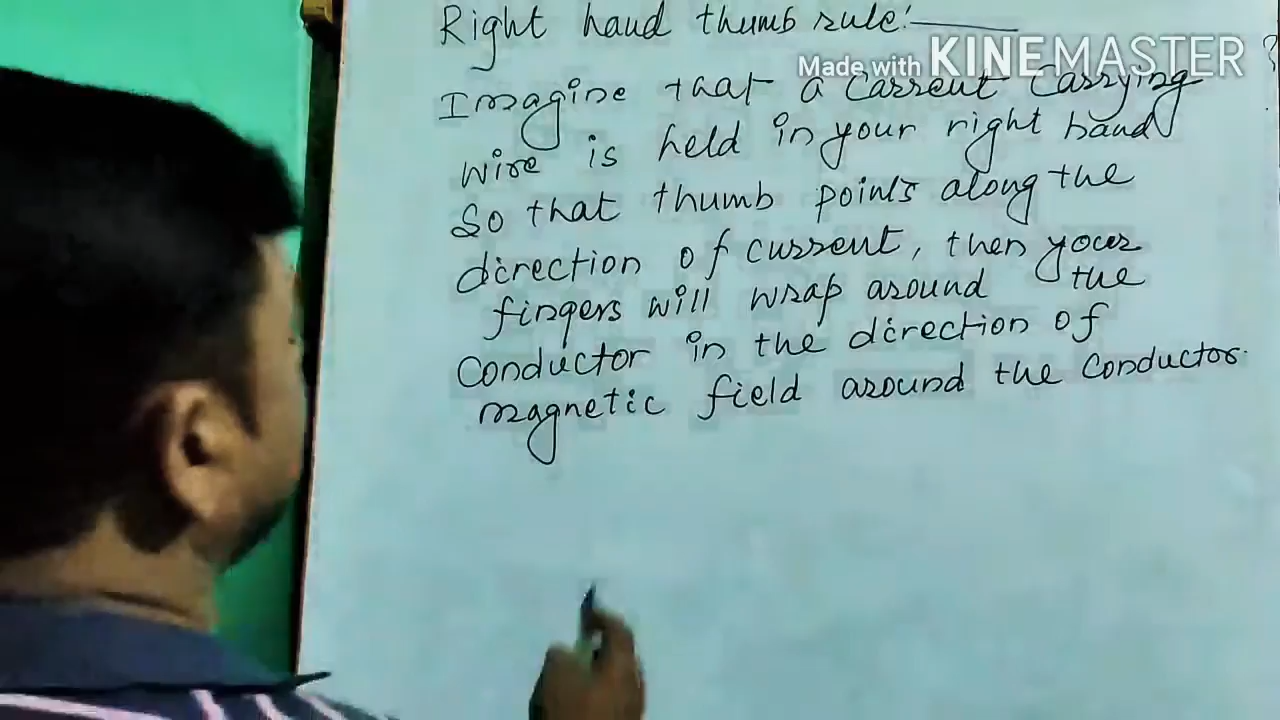 Right hand thumb rule:
Made with KINEMASTER
Imagine that a Current Carrying
wire is held in your right hand
So that thumb points along the
direction of current, then your
fingers will wrap around the
Conductor in the direction of
magnetic field around the Conductor.